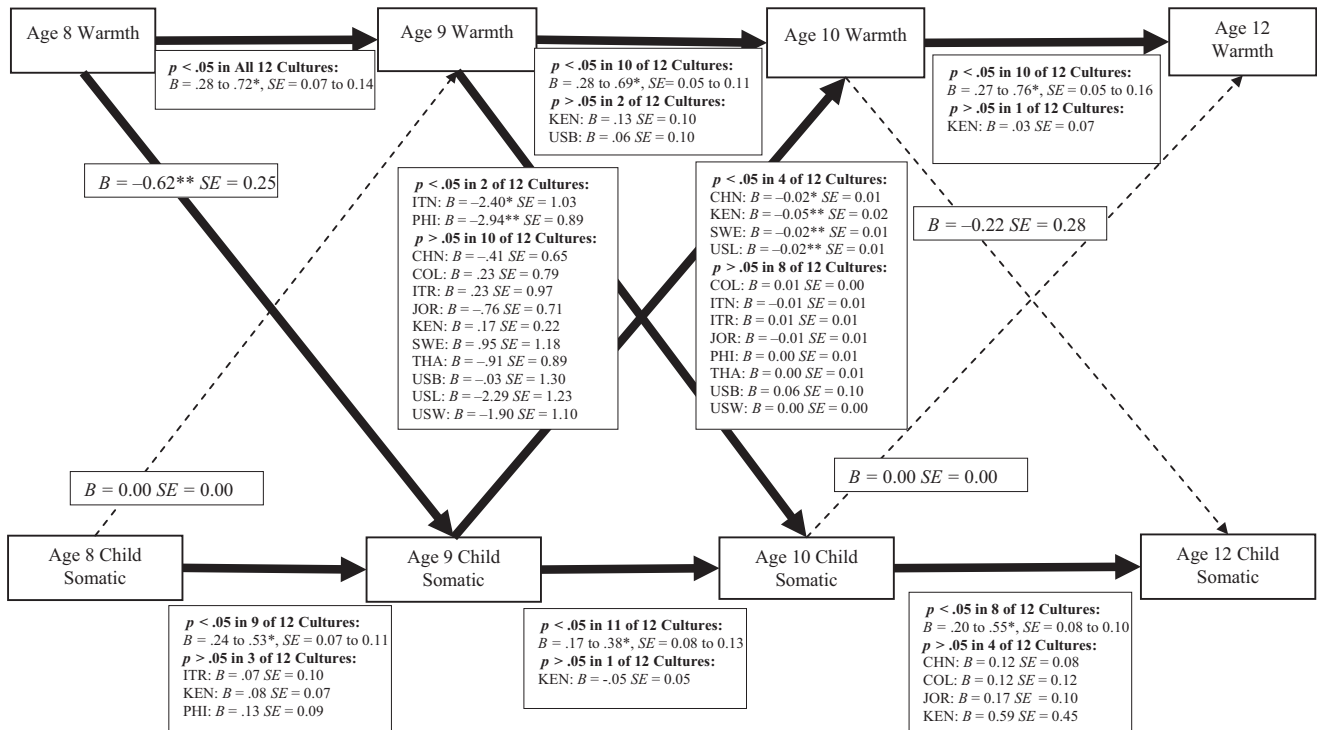 Age 8 Warmth
Age 9 Warmth
Age 10 Warmth
Age 12
Warmth
p < .05 in All 12 Cultures:
B = .28 to .72*, SE = 0.07 to 0.14
p < .05 in 10 of 12 Cultures:
B = .28 to .69*, SE= 0.05 to 0.11
p > .05 in 2 of 12 Cultures:
KEN: B = .13 SE = 0.10
USB: B = .06 SE = 0.10
p < .05 in 10 of 12 Cultures:
B = .27 to .76*, SE = 0.05 to 0.16
p > .05 in 1 of 12 Cultures:
KEN: B = .03 SE = 0.07
B = –0.62** SE = 0.25
p < .05 in 2 of 12 Cultures:
ITN: B = –2.40* SE = 1.03
PHI: B = –2.94** SE = 0.89
p > .05 in 10 of 12 Cultures:
CHN: B = –.41 SE = 0.65
COL: B = .23 SE = 0.79
ITR: B = .23 SE = 0.97
JOR: B = –.76 SE = 0.71
KEN: B = .17 SE = 0.22
SWE: B = .95 SE = 1.18
THA: B = –.91 SE = 0.89
USB: B = –.03 SE = 1.30
USL: B = –2.29 SE = 1.23
USW: B = –1.90 SE = 1.10
p < .05 in 4 of 12 Cultures:
CHN: B = –0.02* SE = 0.01
KEN: B = –0.05** SE = 0.02
SWE: B = –0.02** SE = 0.01
USL: B = –0.02** SE = 0.01
p > .05 in 8 of 12 Cultures:
COL: B = 0.01 SE = 0.00
ITN: B = –0.01 SE = 0.01
ITR: B = 0.01 SE = 0.01
JOR: B = –0.01 SE = 0.01
PHI: B = 0.00 SE = 0.01
THA: B = 0.00 SE = 0.01
USB: B = 0.06 SE = 0.10
USW: B = 0.00 SE = 0.00
B = –0.22 SE = 0.28
B = 0.00 SE = 0.00
B = 0.00 SE = 0.00
Age 8 Child
Somatic
Age 9 Child
Somatic
Age 10 Child
Somatic
Age 12 Child
Somatic
p < .05 in 9 of 12 Cultures:
B = .24 to .53*, SE = 0.07 to 0.11
p > .05 in 3 of 12 Cultures:
ITR: B = .07 SE = 0.10
KEN: B = .08 SE = 0.07
PHI: B = .13 SE = 0.09
p < .05 in 11 of 12 Cultures:
B = .17 to .38*, SE = 0.08 to 0.13
p > .05 in 1 of 12 Cultures:
KEN: B = -.05 SE = 0.05
p < .05 in 8 of 12 Cultures:
B = .20 to .55*, SE = 0.08 to 0.10
p > .05 in 4 of 12 Cultures:
CHN: B = 0.12 SE = 0.08
COL: B = 0.12 SE = 0.12
JOR: B = 0.17 SE = 0.10
KEN: B = 0.59 SE = 0.45